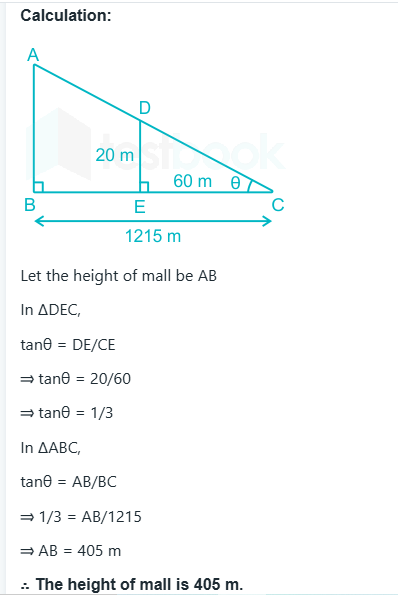 Calculation:
A
D
testbook
20 m
60 m θ
B E C
1215 m
Let the height of mall be AB
In ΔDEC,
tanθ = DE/CE
⇒ tanθ = 20/60
⇒ tanθ = 1/3
In ΔABC,
tanθ = AB/BC
⇒ 1/3 = AB/1215
⇒ AB = 405 m
∴ The height of mall is 405 m.